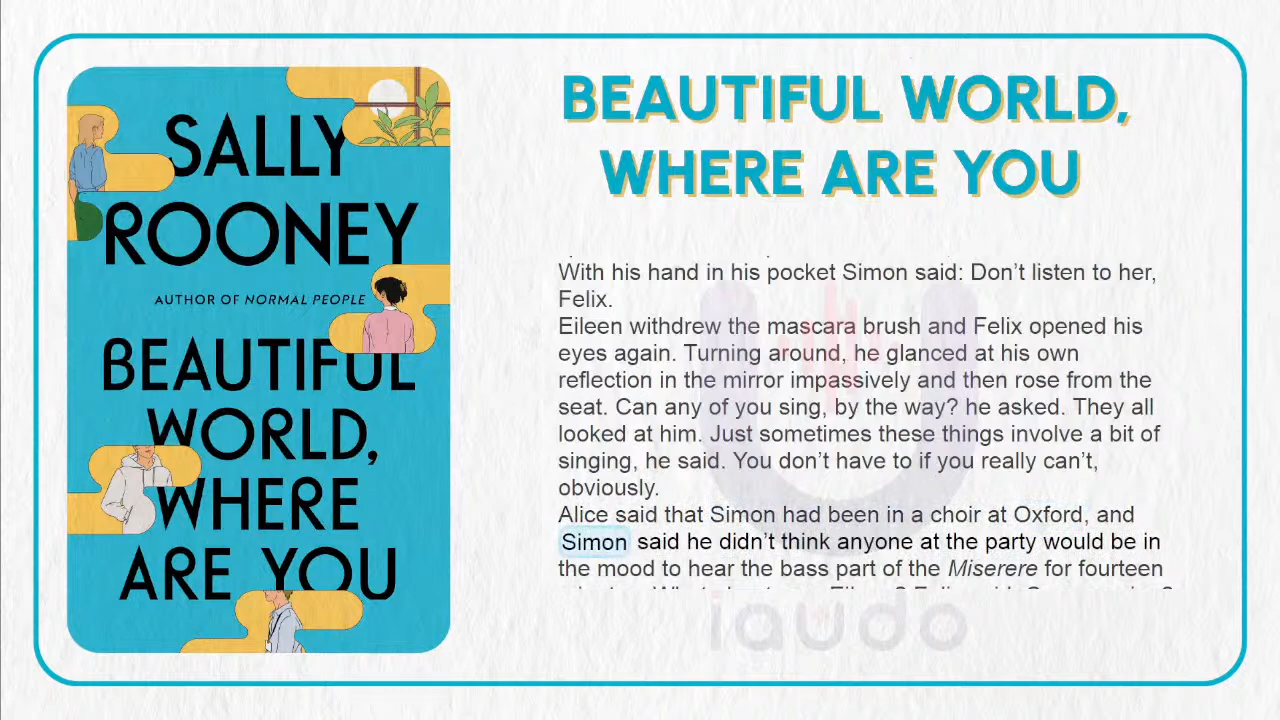 SALLY
ROONEY
AUTHOR OF NORMAL PEOPLE
BEAUTIFUL
WORLD,
WHERE
ARE YOU
BEAUTIFUL WORLD,
WHERE ARE YOU
With his hand in his pocket Simon said: Don’t listen to her,
Felix.
Eileen withdrew the mascara brush and Felix opened his
eyes again. Turning around, he glanced at his own
reflection in the mirror impassively and then rose from the
seat. Can any of you sing, by the way? he asked. They all
looked at him. Just sometimes these things involve a bit of
singing, he said. You don’t have to if you really can’t,
obviously.
Alice said that Simon had been in a choir at Oxford, and
Simon said he didn’t think anyone at the party would be in
the mood to hear the bass part of the Miserere for fourteen
iaudo